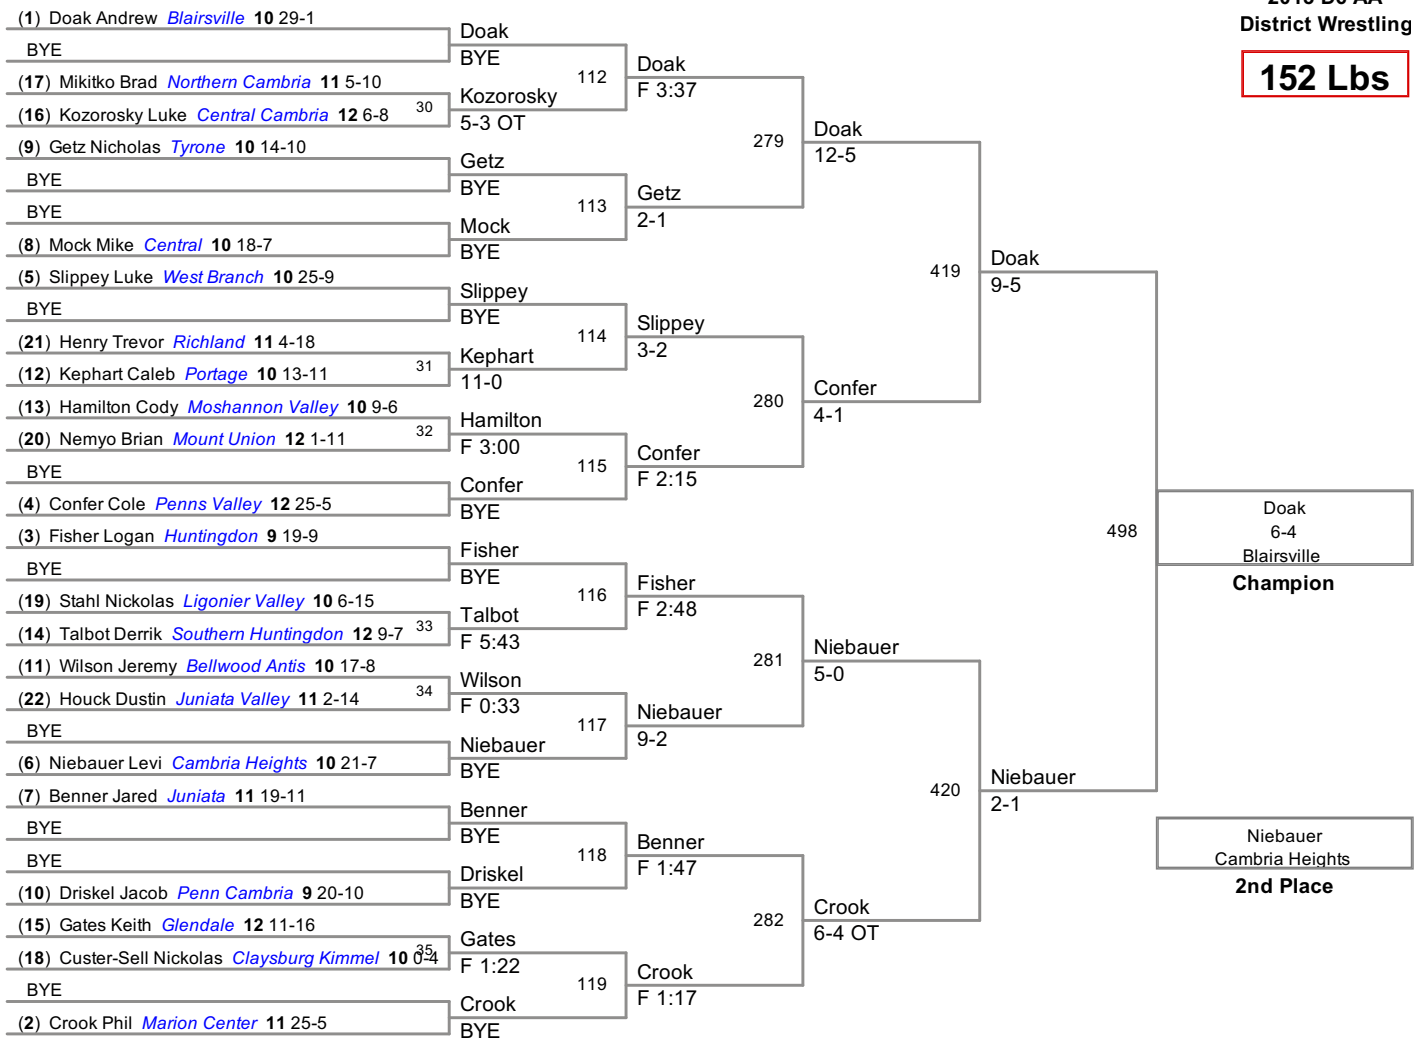 District Wrestling
152 Lbs
(1) Doak Andrew Blairsville 10 29-1
BYE
(17) Mikitko Brad Northern Cambria 11 5-10
(16) Kozorosky Luke Central Cambria 12 6-8
30
(9) Getz Nicholas Tyrone 10 14-10
BYE
BYE
(8) Mock Mike Central 10 18-7
(5) Slippey Luke West Branch 10 25-9
BYE
(21) Henry Trevor Richland 11 4-18
(12) Kephart Caleb Portage 10 13-11
31
(13) Hamilton Cody Moshannon Valley 10 9-6
(20) Nemyo Brian Mount Union 12 1-11
32
BYE
(4) Confer Cole Penns Valley 12 25-5
(3) Fisher Logan Huntingdon 9 19-9
BYE
(19) Stahl Nickolas Ligonier Valley 10 6-15
(14) Talbot Derrik Southern Huntingdon 12 9-7
33
(11) Wilson Jeremy Bellwood Antis 10 17-8
(22) Houck Dustin Juniata Valley 11 2-14
34
BYE
(6) Niebauer Levi Cambria Heights 10 21-7
(7) Benner Jared Juniata 11 19-11
BYE
BYE
(10) Driskel Jacob Penn Cambria 9 20-10
(15) Gates Keith Glendale 12 11-16
(18) Custer-Sell Nickolas Claysburg Kimmel 10 0-4
35
BYE
(2) Crook Phil Marion Center 11 25-5
Doak
BYE
112
Kozorosky
5-3 OT
Getz
BYE
113
Mock
BYE
Slippey
BYE
114
Kephart
11-0
Hamilton
F 3:00
115
Confer
BYE
Fisher
BYE
116
Talbot
F 5:43
Wilson
F 0:33
117
Niebauer
BYE
Benner
BYE
118
Driskel
BYE
Gates
F 1:22
119
Crook
BYE
Doak
F 3:37
279
Getz
2-1
Slippey
3-2
280
Confer
F 2:15
Fisher
F 2:48
281
Niebauer
9-2
Benner
F 1:47
282
Crook
F 1:17
Doak
12-5
419
Confer
4-1
Niebauer
5-0
420
Crook
6-4 OT
Doak
9-5
498
Niebauer
2-1
Doak
6-4
Blairsville
Champion
Niebauer
Cambria Heights
2nd Place